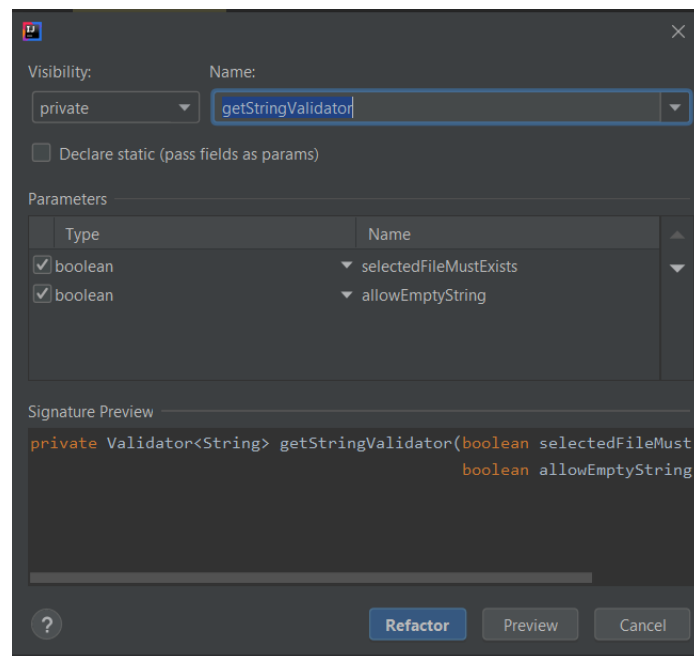 IJ
Visibility: Name:
private getStringValidator
Declare static (pass fields as params)
Parameters
Type Name
boolean selectedFileMustExists
boolean allowEmptyString
Signature Preview
private Validator<String> getStringValidator(boolean selectedFileMust
boolean allowEmptyString
? Refactor Preview Cancel